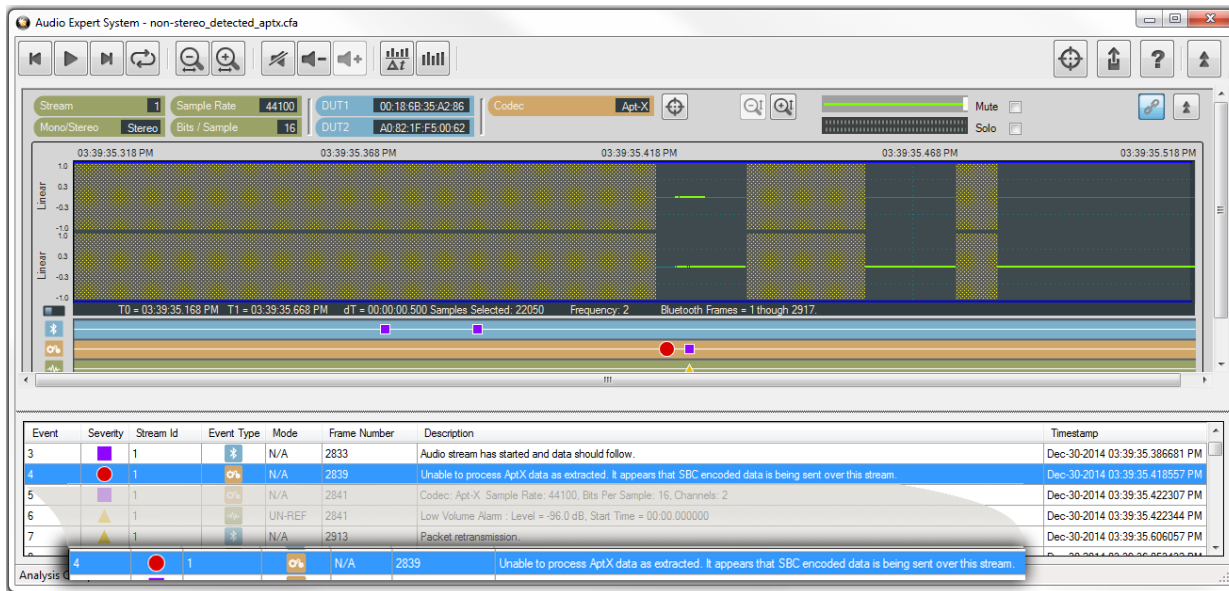 Audio Expert System - non-stereo_detected_aptx.cfa
Δt
?
Stream 1 Sample Rate 44100 DUT1 00:18:6B:35:A2:86 Codec Apt-X Mute
Mono/Stereo Stereo Bits / Sample 16 DUT2 A0:82:1F:F5:00:62 Solo
03:39:35.318 PM 03:39:35.368 PM 03:39:35.418 PM 03:39:35.468 PM 03:39:35.518 PM
Linear
1.0
0.3
-0.3
-1.0
Linear
1.0
0.3
-0.3
-1.0
T0 = 03:39:35.168 PM T1 = 03:39:35.668 PM dT = 00:00:00.500 Samples Selected: 22050 Frequency: 2 Bluetooth Frames = 1 though 2917.
Event Severity Stream Id Event Type Mode Frame Number Description Timestamp
3 1 N/A 2833 Audio stream has started and data should follow. Dec-30-2014 03:39:35.386681 PM
4 1 N/A 2839 Unable to process AptX data as extracted. It appears that SBC encoded data is being sent over this stream. Dec-30-2014 03:39:35.418557 PM
5 1 N/A 2841 Codec: Apt-X Sample Rate: 44100, Bits Per Sample: 16, Channels: 2 Dec-30-2014 03:39:35.422307 PM
6 1 UN-REF 2841 Low Volume Alarm : Level = -96.0 dB, Start Time = 00:00.000000 Dec-30-2014 03:39:35.422344 PM
7 1 N/A 2913 Packet retransmission. Dec-30-2014 03:39:35.606057 PM
4 1 N/A 2839 Unable to process AptX data as extracted. It appears that SBC encoded data is being sent over this stream.
Analysis